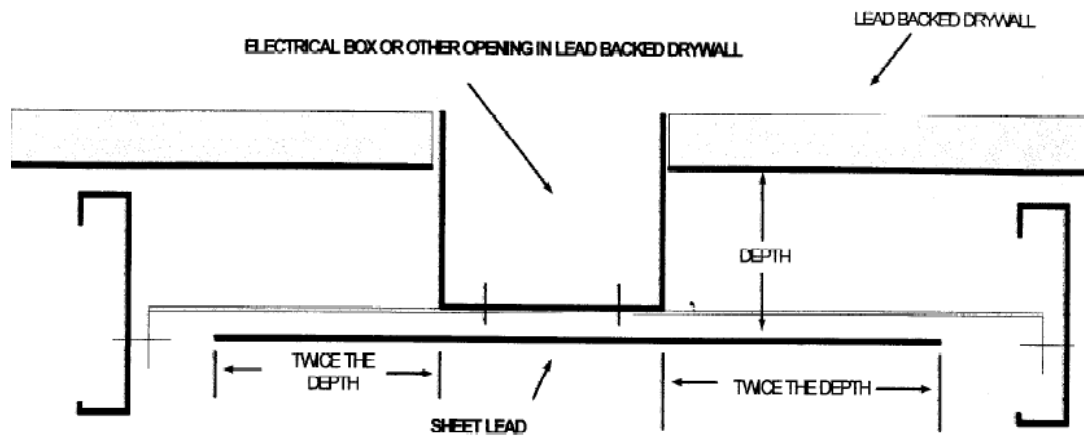 LEAD BACKED DRYWALL
ELECTRICAL BOX OR OTHER OPENING IN LEAD BACKED DRYWALL
DEPTH
TWICE THE
DEPTH
TWICE THE DEPTH
SHEET LEAD